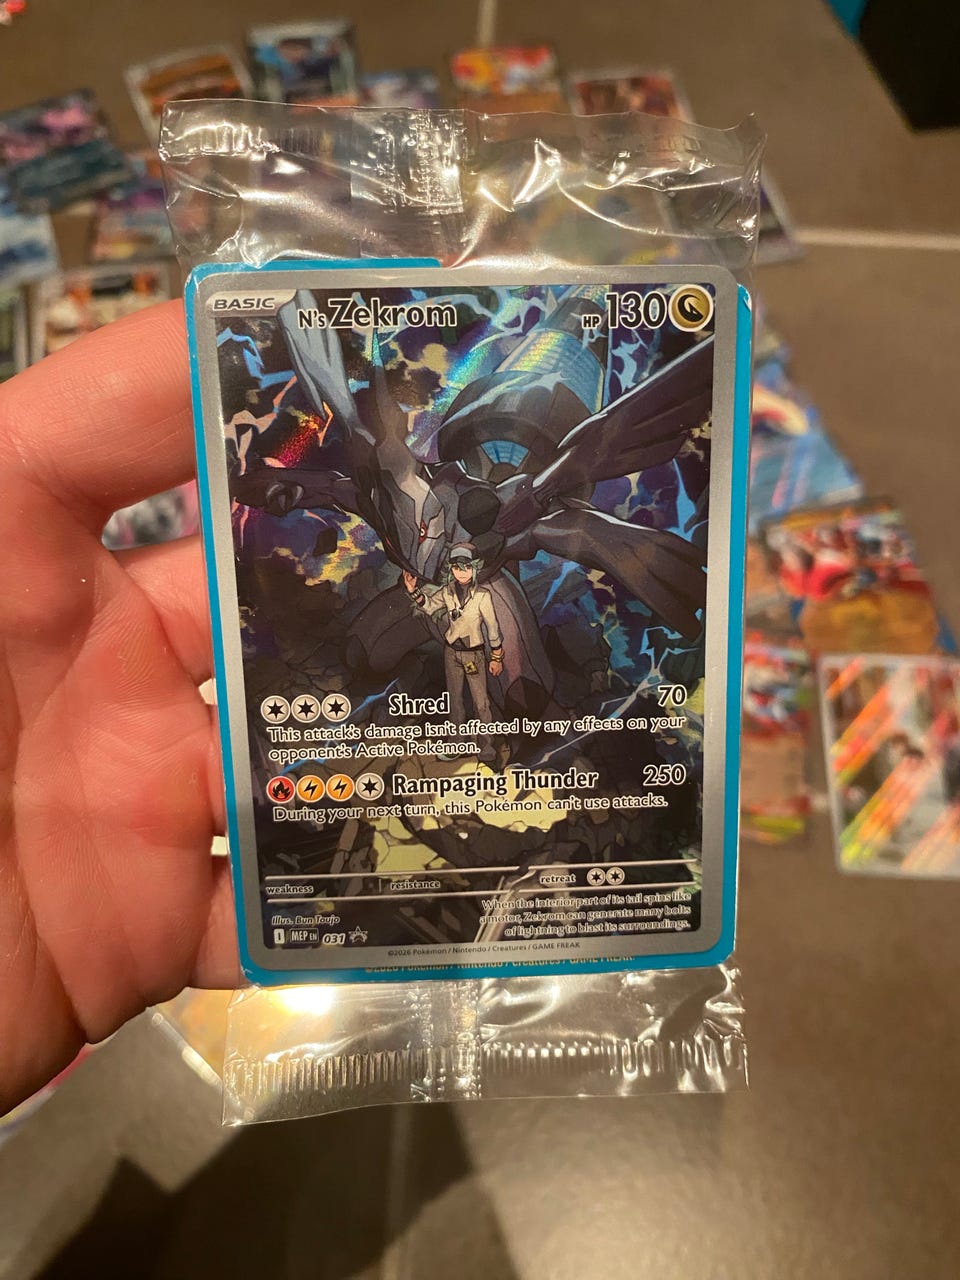 BASIC
N's Zekrom HP 130
Shred 70
This attack's damage isn't affected by any effects on your
opponent's Active Pokémon.
Rampaging Thunder 250
During your next turn, this Pokémon can't use attacks.
weakness resistance retreat
When the interior part of its tail spins like
a motor, Zekrom can generate many bolts
of lightning to blast its surroundings.
Illus. Bun Toujo
I MEP EN 031
©2026 Pokémon / Nintendo / Creatures / GAME FREAK